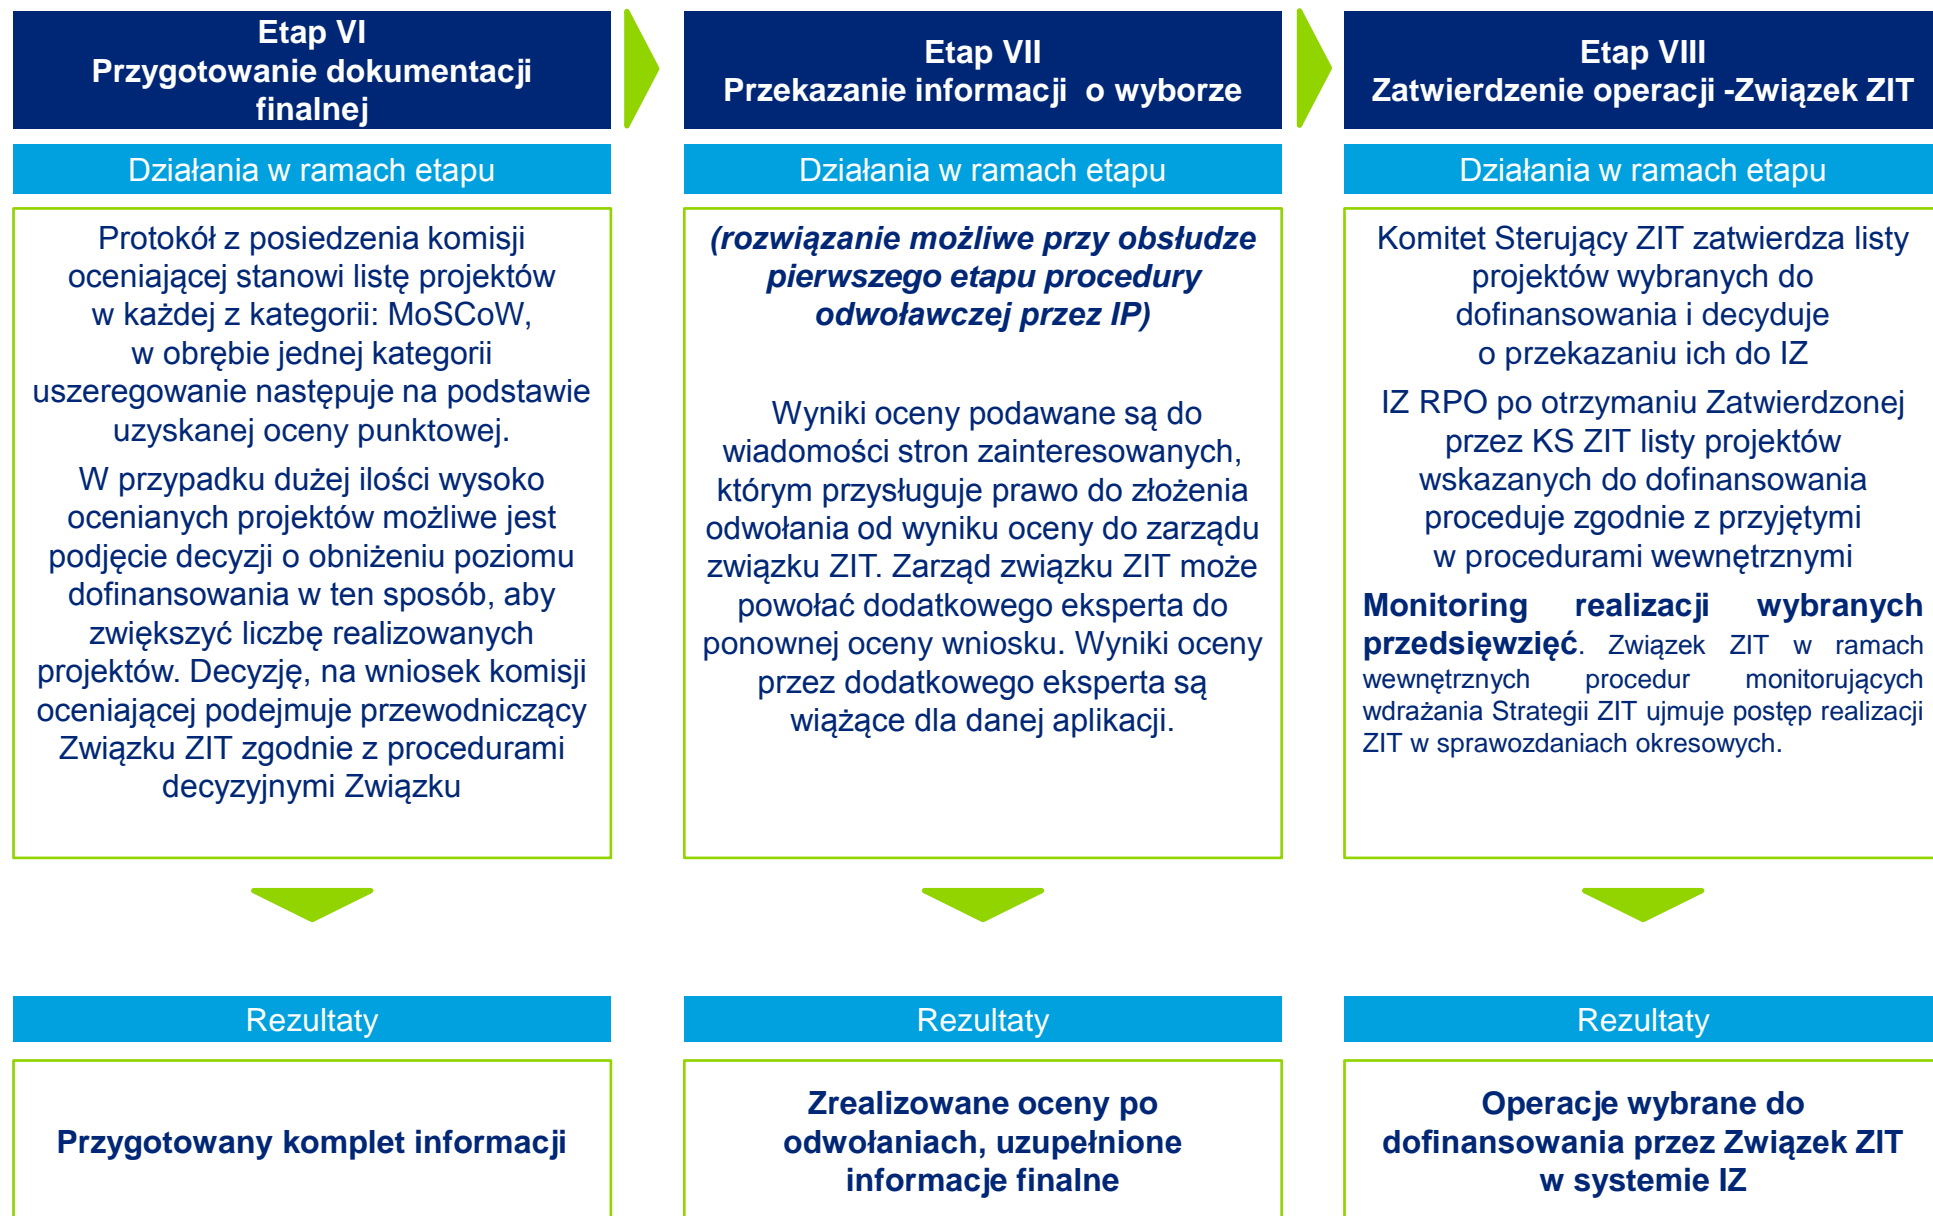 Etap VI
Przygotowanie dokumentacji
finalnej
Działania w ramach etapu
Protokół z posiedzenia komisji
oceniającej stanowi listę projektów
w każdej z kategorii: MoSCoW,
w obrębie jednej kategorii
uszeregowanie następuje na podstawie
uzyskanej oceny punktowej.
W przypadku dużej ilości wysoko
ocenianych projektów możliwe jest
podjęcie decyzji o obniżeniu poziomu
dofinansowania w ten sposób, aby
zwiększyć liczbę realizowanych
projektów. Decyzję, na wniosek komisji
oceniającej podejmuje przewodniczący
Związku ZIT zgodnie z procedurami
decyzyjnymi Związku
Rezultaty
Przygotowany komplet informacji
Etap VII
Przekazanie informacji o wyborze
Działania w ramach etapu
(rozwiązanie możliwe przy obsłudze
pierwszego etapu procedury
odwoławczej przez IP)
Wyniki oceny podawane są do
wiadomości stron zainteresowanych,
którym przysługuje prawo do złożenia
odwołania od wyniku oceny do zarządu
związku ZIT. Zarząd związku ZIT może
powołać dodatkowego eksperta do
ponownej oceny wniosku. Wyniki oceny
przez dodatkowego eksperta są
wiążące dla danej aplikacji.
Rezultaty
Zrealizowane oceny po
odwołaniach, uzupełnione
informacje finalne
Etap VIII
Zatwierdzenie operacji -Związek ZIT
Działania w ramach etapu
Komitet Sterujący ZIT zatwierdza listy
projektów wybranych do
dofinansowania i decyduje
o przekazaniu ich do IZ
IZ RPO po otrzymaniu Zatwierdzonej
przez KS ZIT listy projektów
wskazanych do dofinansowania
proceduje zgodnie z przyjętymi
w procedurami wewnętrznymi
Monitoring realizacji wybranych
przedsięwzięć. Związek ZIT w ramach
wewnętrznych procedur monitorujących
wdrażania Strategii ZIT ujmuje postęp realizacji
ZIT w sprawozdaniach okresowych.
Rezultaty
Operacje wybrane do
dofinansowania przez Związek ZIT
w systemie IZ